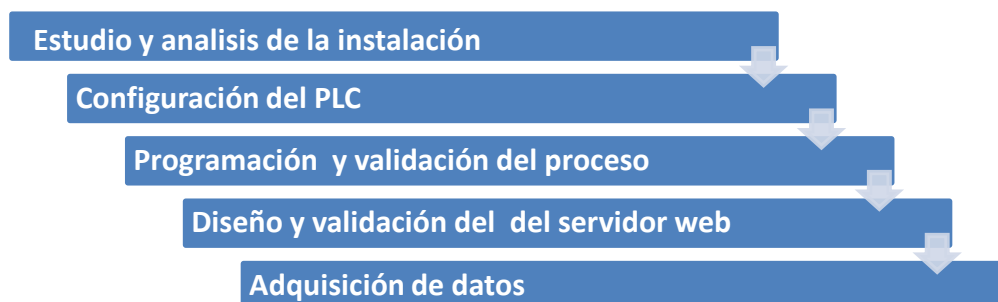 Estudio y analisis de la instalación
Configuración del PLC
Programación y validación del proceso
Diseño y validación del del servidor web
Adquisición de datos